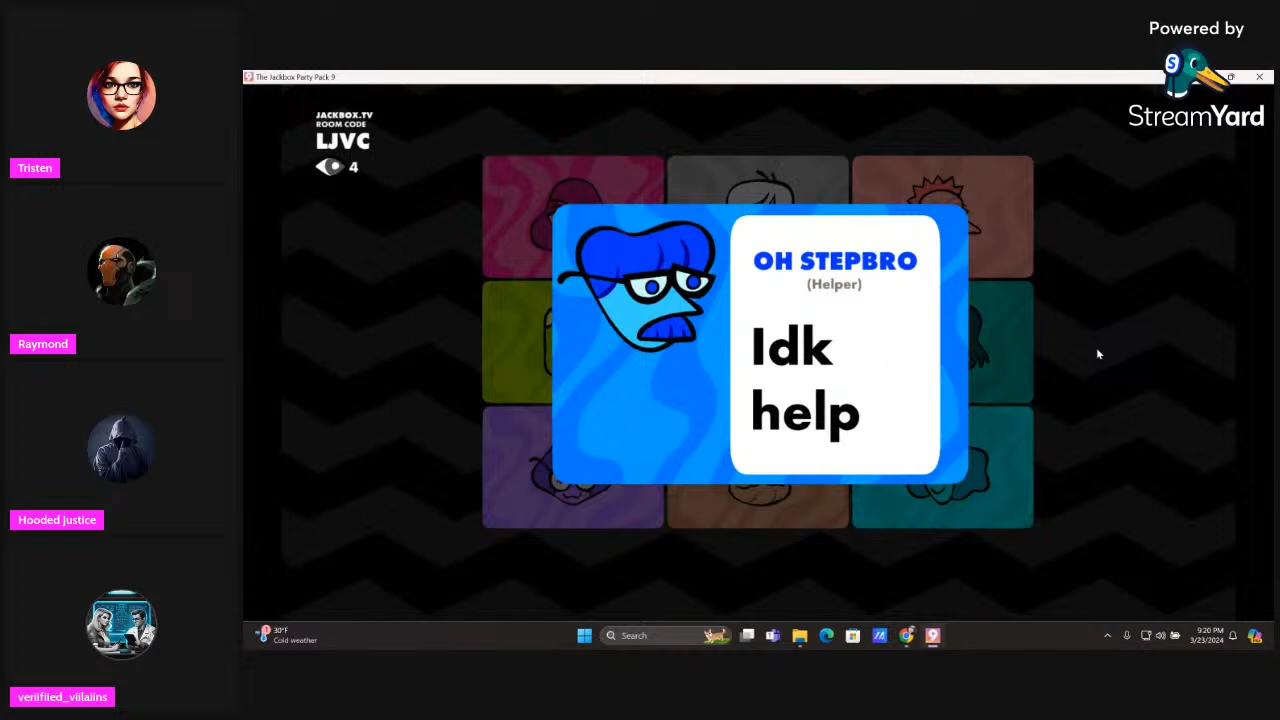 Powered by
StreamYard
The Jackbox Party Pack 9
JACKBOX.TV
ROOM CODE
LJVC
4
OH STEPBRO
(Helper)
Idk
help
Tristen
Raymond
Hooded Justice
veriifiied_viilaiins
30°F
Cold weather
Search
9:20 PM
3/23/2024